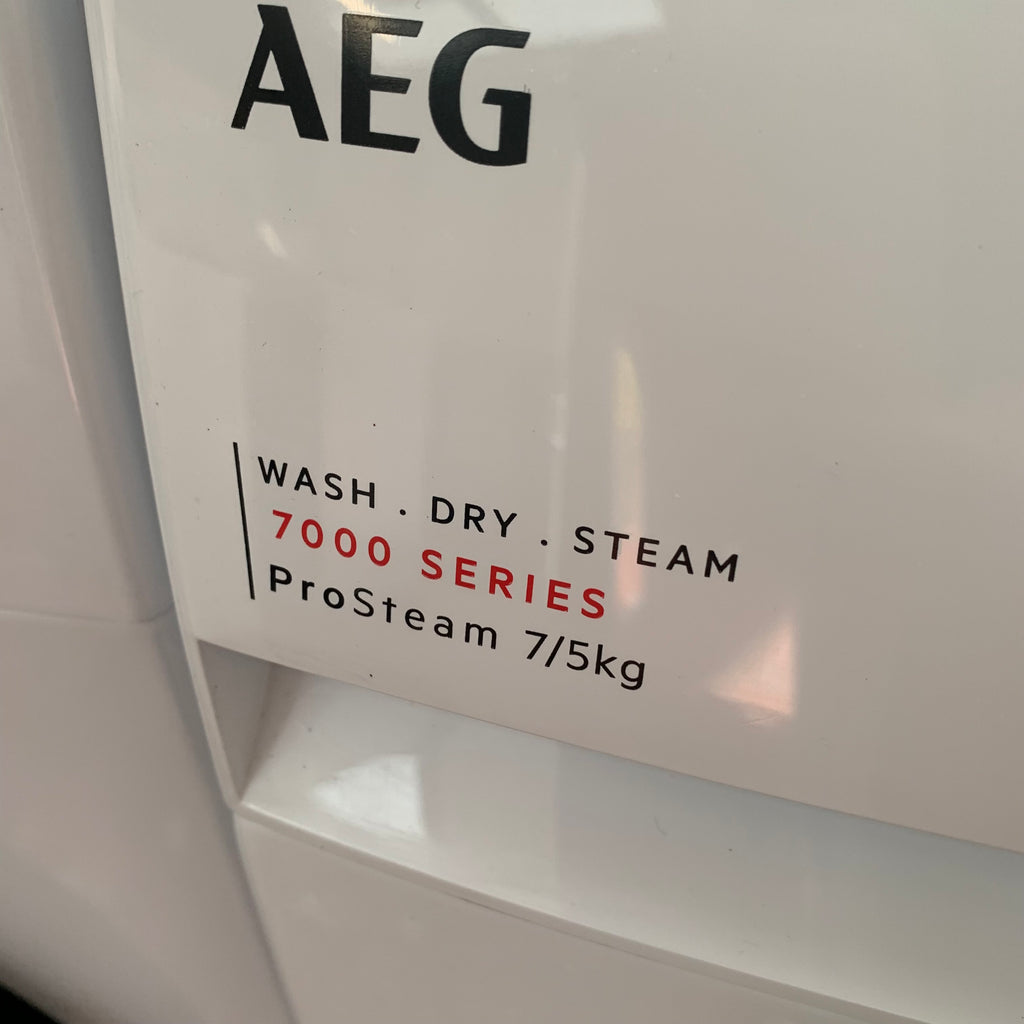 AEG
WASH . DRY . STEAM
7000 SERIES
ProSteam 7/5kg